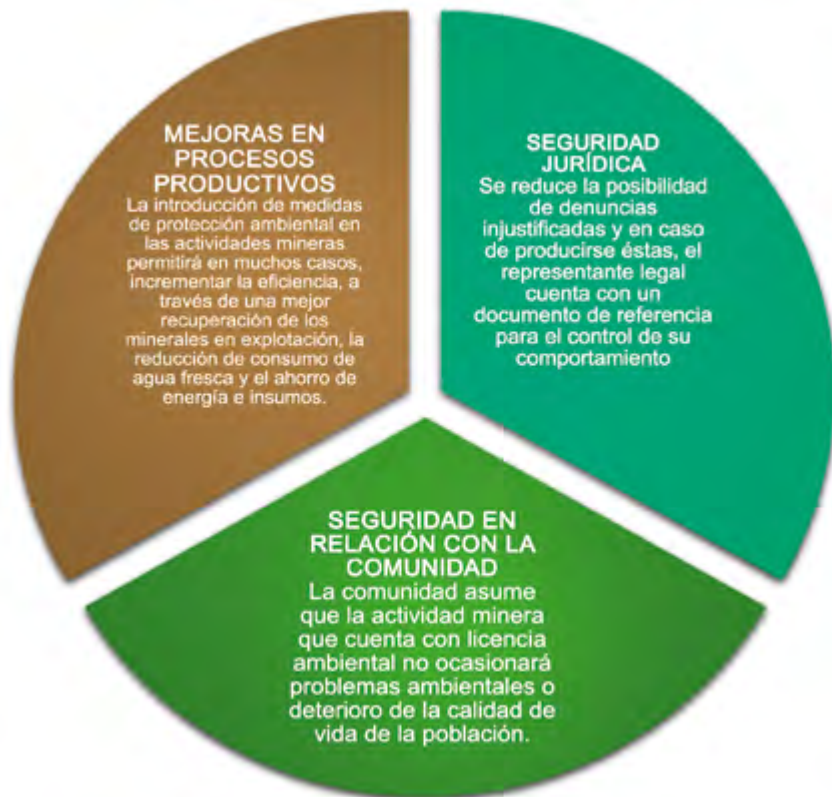 MEJORAS EN
PROCESOS
PRODUCTIVOS
La introducción de medidas
de protección ambiental en
las actividades mineras
permitirá en muchos casos,
incrementar la eficiencia, a
través de una mejor
recuperación de los
minerales en explotación, la
reducción de consumo de
agua fresca y el ahorro de
energía e insumos.
SEGURIDAD
JURÍDICA
Se reduce la posibilidad
de denuncias
injustificadas y en caso
de producirse éstas, el
representante legal
cuenta con un
documento de referencia
para el control de su
comportamiento
SEGURIDAD EN
RELACIÓN CON LA
COMUNIDAD
La comunidad asume
que la actividad minera
que cuenta con licencia
ambiental no ocasionará
problemas ambientales o
deterioro de la calidad de
vida de la población.